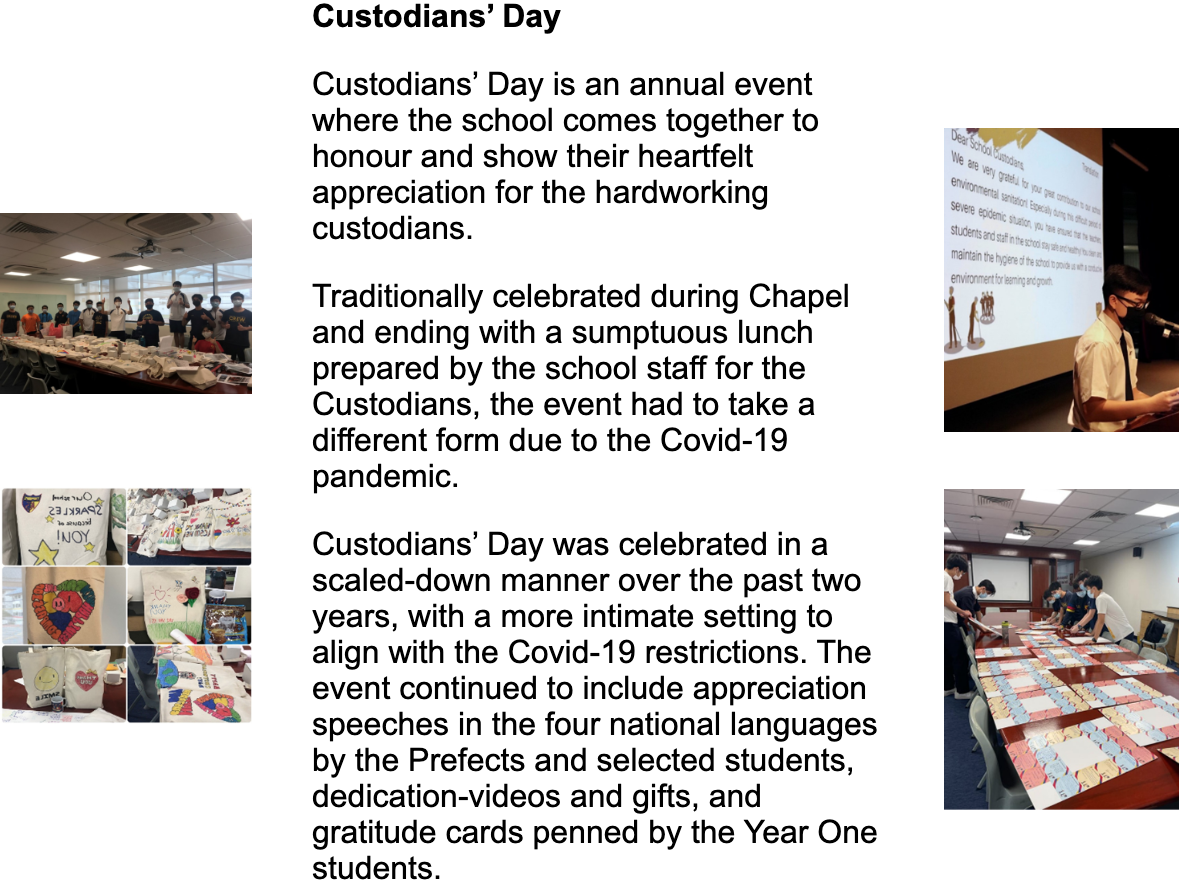 Custodians’ Day
Custodians’ Day is an annual event
where the school comes together to
honour and show their heartfelt
appreciation for the hardworking
custodians.
Traditionally celebrated during Chapel
and ending with a sumptuous lunch
prepared by the school staff for the
Custodians, the event had to take a
different form due to the Covid-19
pandemic.
Custodians’ Day was celebrated in a
scaled-down manner over the past two
years, with a more intimate setting to
align with the Covid-19 restrictions. The
event continued to include appreciation
speeches in the four national languages
by the Prefects and selected students,
dedication-videos and gifts, and
gratitude cards penned by the Year One
students.
Our school
SPARKLES
because of
YOU!
SMILE
Dear School Custodians,
Translation
We are very grateful for your great contribution to our school
environmental sanitation! Especially during this difficult period of
severe epidemic situation, you have ensured that the teachers,
students and staff in the school stay safe and healthy! You clean and
maintain the hygiene of the school to provide us with a conducive
environment for learning and growth.